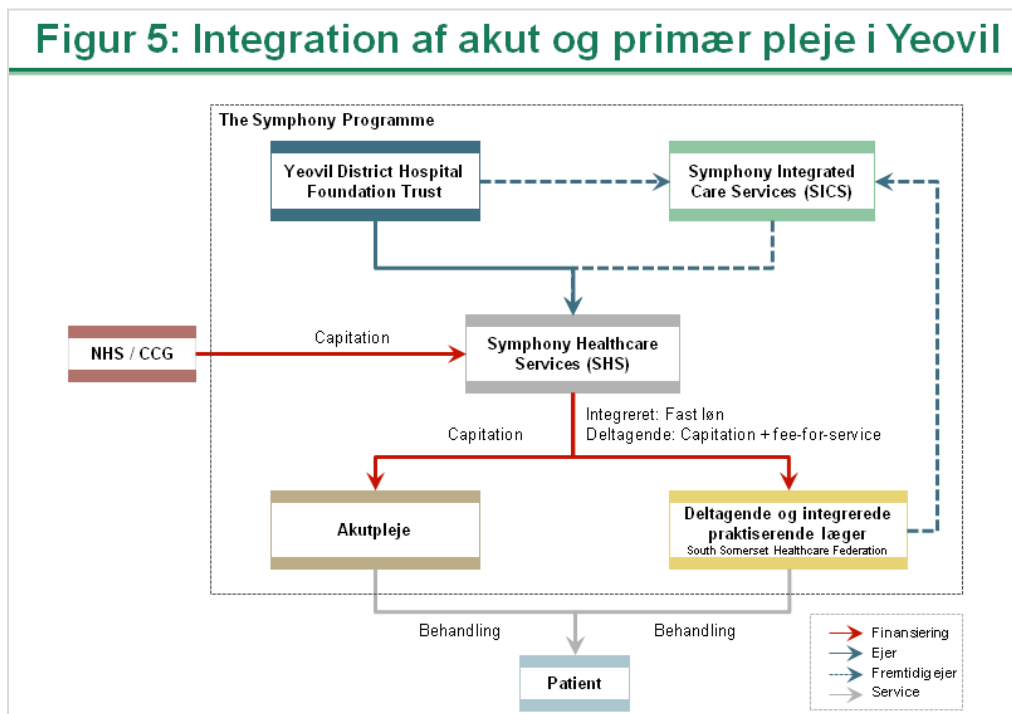 Figur 5: Integration af akut og primær pleje i Yeovil
The Symphony Programme
Yeovil District Hospital
Foundation Trust
Symphony Integrated
Care Services (SICS)
NHS / CCG
Capitation
Symphony Healthcare
Services (SHS)
Capitation
Integreret: Fast løn
Deltagende: Capitation + fee-for-service
Akutpleje
Deltagende og integrerede
praktiserende læger
South Somerset Healthcare Federation
Behandling
Behandling
Patient
Finansiering
Ejer
Fremtidig ejer
Service